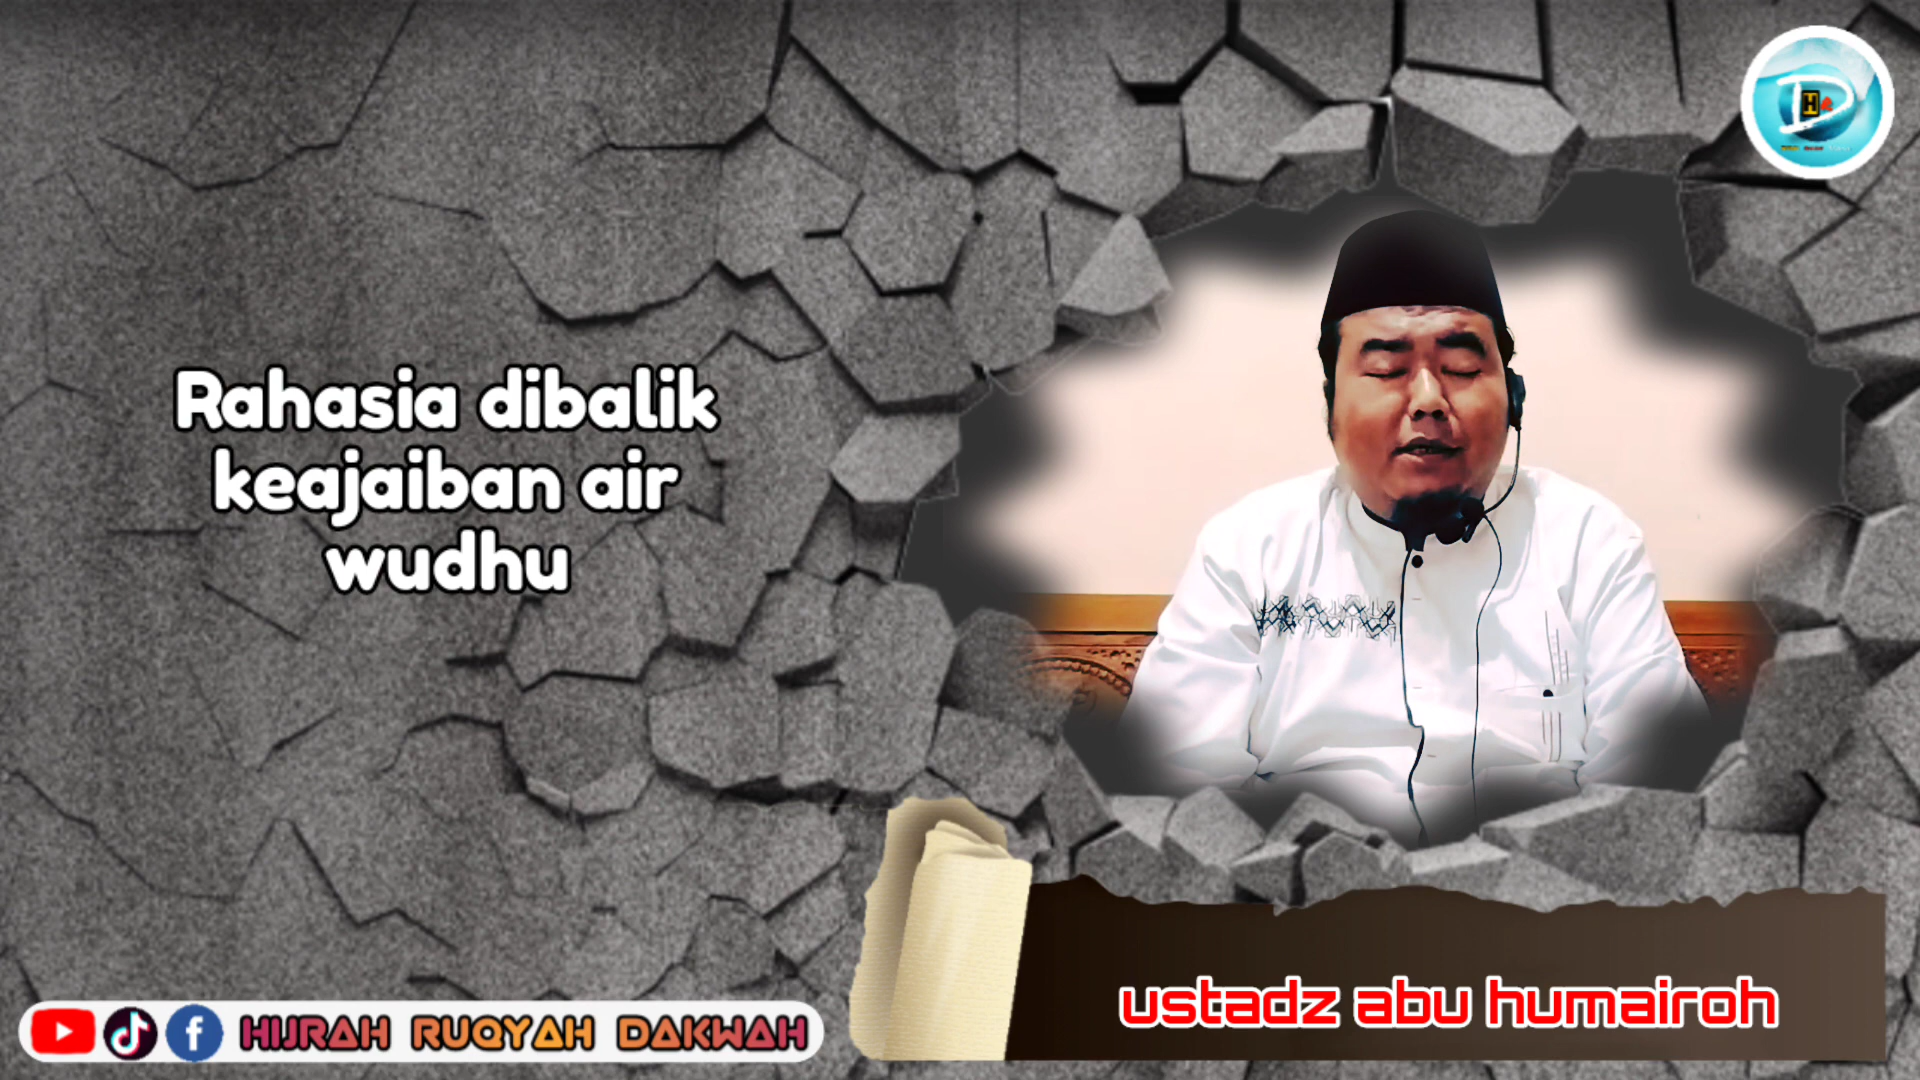 Rahasia dibalik
keajaiban air
wudhu
ustadz abu humairoh
HIJRAH RUQYAH DAKWAH